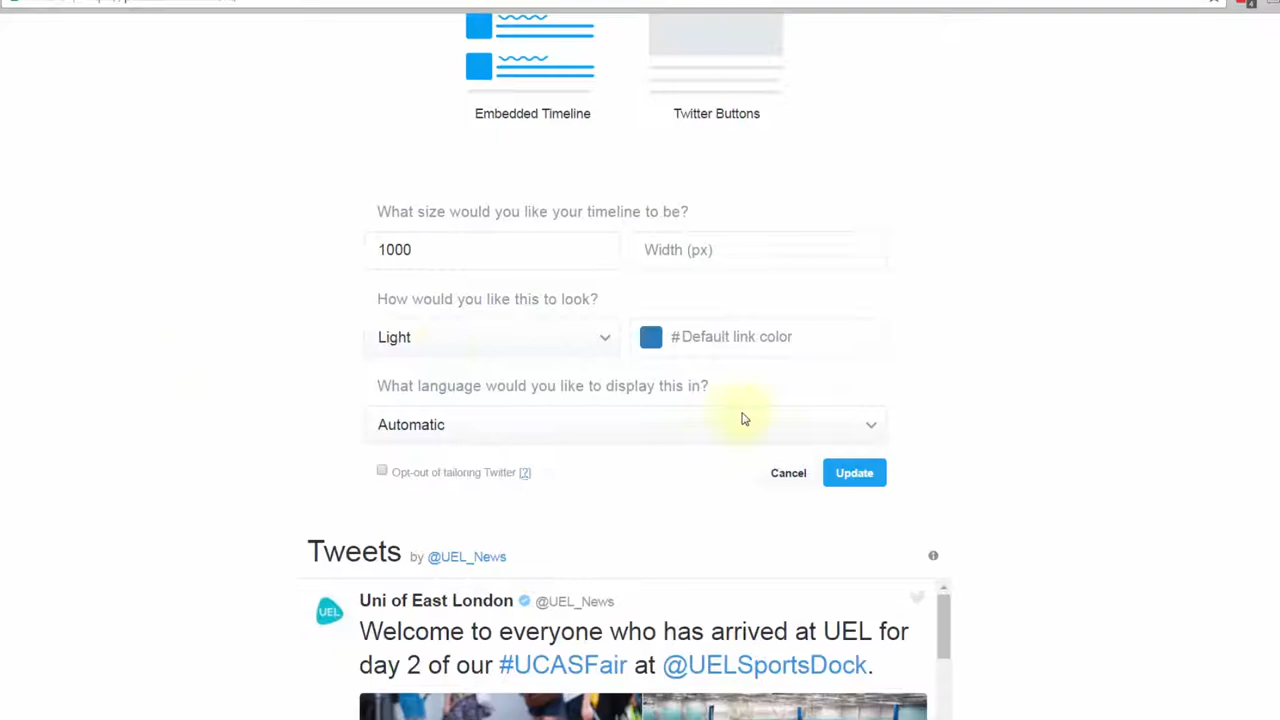 Embedded Timeline
Twitter Buttons
What size would you like your timeline to be?
1000
Width (px)
How would you like this to look?
Light
#Default link color
What language would you like to display this in?
Automatic
Opt-out of tailoring Twitter [?]
Cancel
Update
Tweets by @UEL_News
UEL
Uni of East London @UEL_News
Welcome to everyone who has arrived at UEL for
day 2 of our #UCASFair at @UELSportsDock.